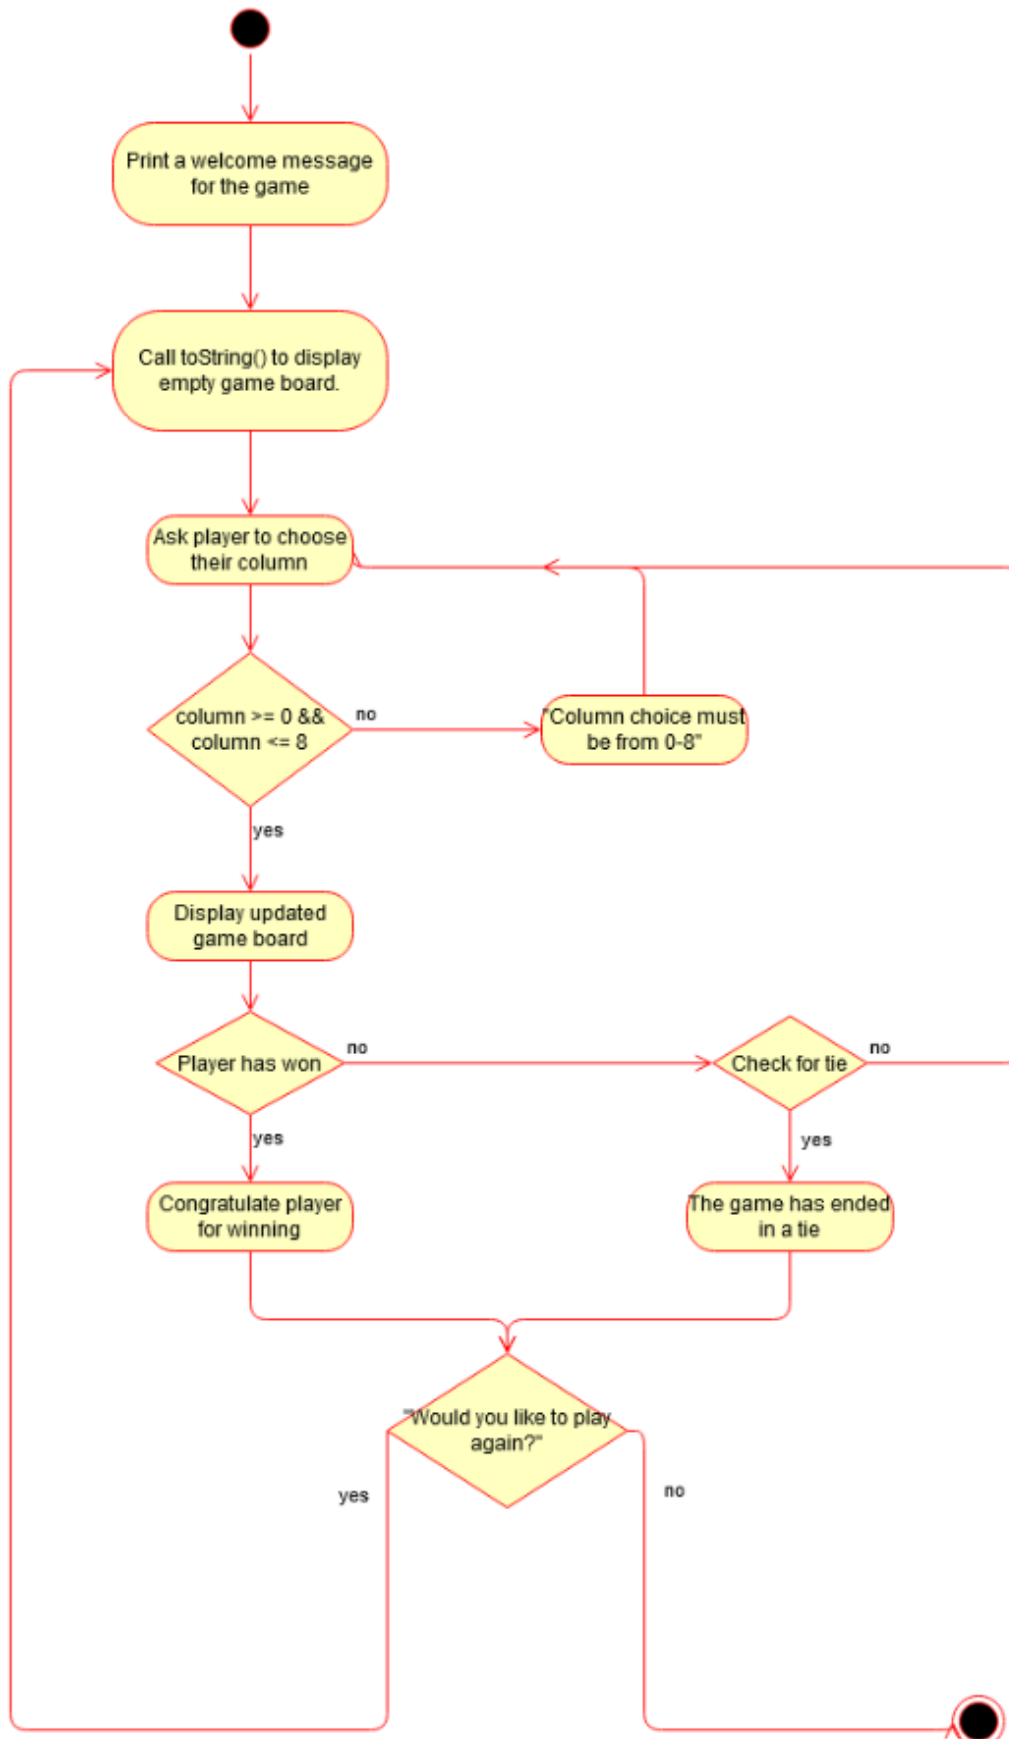 Print a welcome message
for the game
Call toString() to display
empty game board.
Ask player to choose
their column
column >= 0 &&
column <= 8
no
"Column choice must
be from 0-8"
yes
Display updated
game board
Player has won
no
Check for tie
no
yes
yes
Congratulate player
for winning
The game has ended
in a tie
"Would you like to play
again?"
yes
no